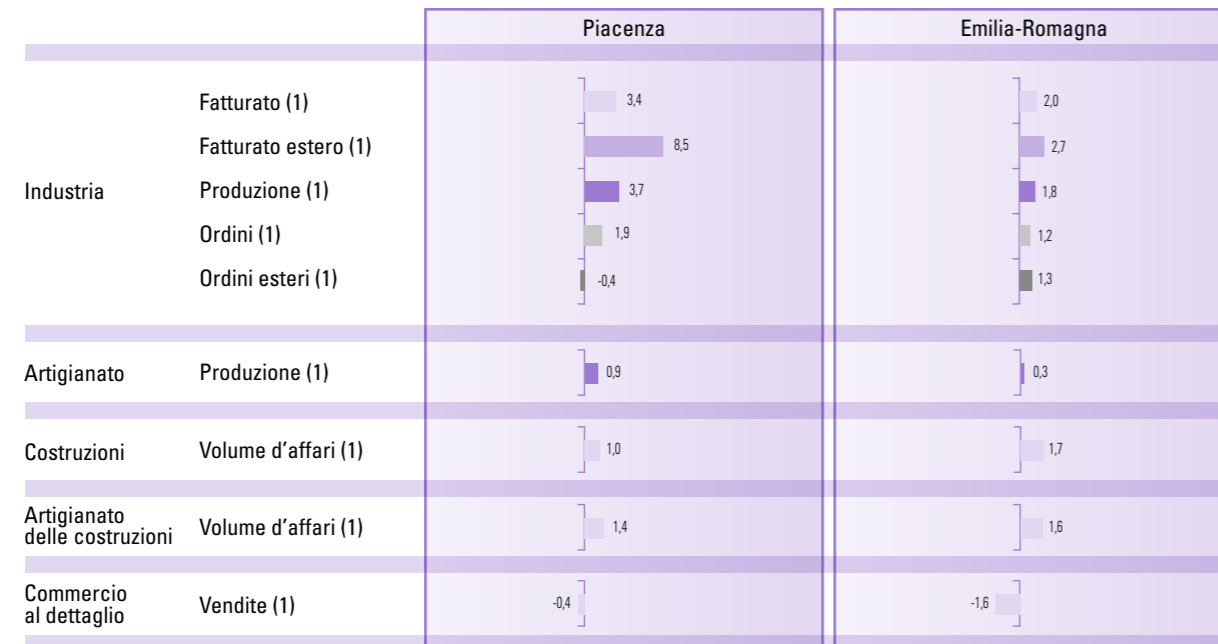 Piacenza Emilia-Romagna
Fatturato (1) 3,4 2,0
Fatturato estero (1) 8,5 2,7
Industria Produzione (1) 3,7 1,8
Ordini (1) 1,9 1,2
Ordini esteri (1) -0,4 1,3
Artigianato Produzione (1) 0,9 0,3
Costruzioni Volume d'affari (1) 1,0 1,7
Artigianato
delle costruzioni Volume d'affari (1) 1,4 1,6
Commercio
al dettaglio Vendite (1) -0,4 -1,6